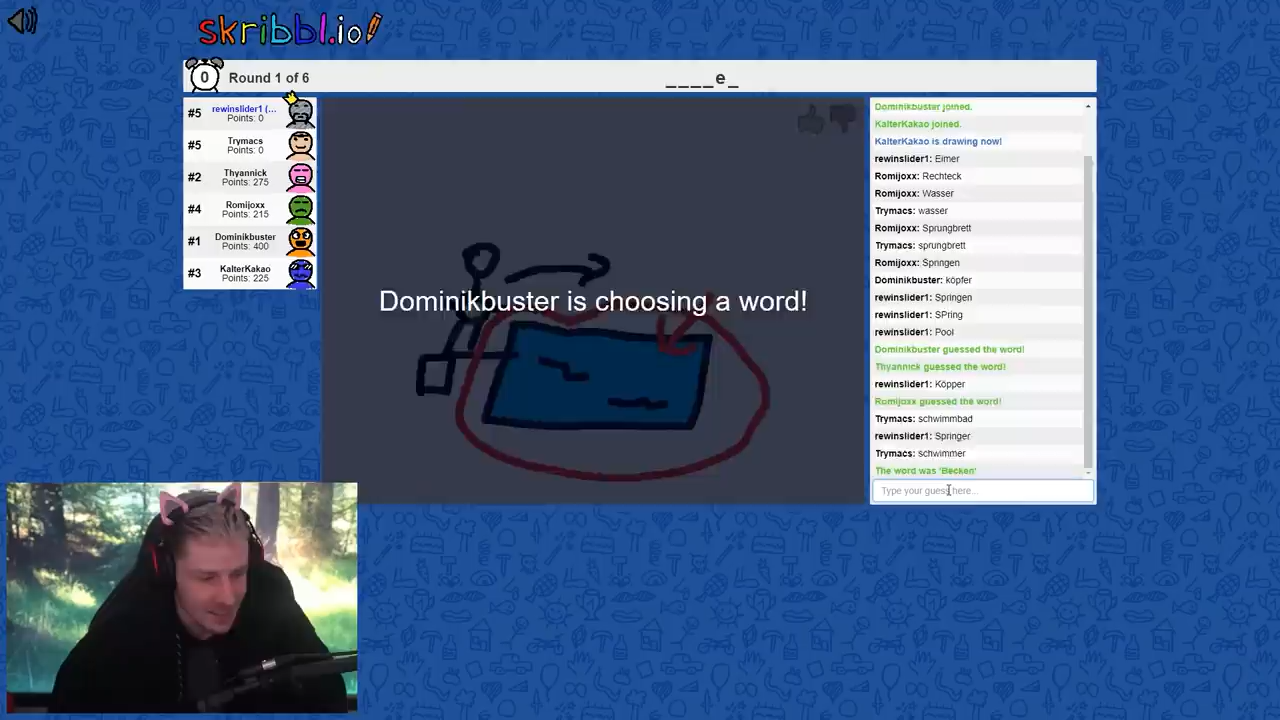 skribbl.io
0 Round 1 of 6 ____e_
#5 rewinslider1 (... Points: 0
#5 Trymacs Points: 0
#2 Thyannick Points: 275
#4 Romijoxx Points: 215
#1 Dominikbuster Points: 400
#3 KalterKakao Points: 225
Dominikbuster is choosing a word!
Dominikbuster joined.
KalterKakao joined.
KalterKakao is drawing now!
rewinslider1: Eimer
Romijoxx: Rechteck
Romijoxx: Wasser
Trymacs: wasser
Romijoxx: Sprungbrett
Trymacs: sprungbrett
Romijoxx: Springen
Dominikbuster: köpfer
rewinslider1: Springen
rewinslider1: SPring
rewinslider1: Pool
Dominikbuster guessed the word!
Thyannick guessed the word!
rewinslider1: Köpper
Romijoxx guessed the word!
Trymacs: schwimmbad
rewinslider1: Springer
Trymacs: schwimmer
The word was 'Becken'
Type your guess here...